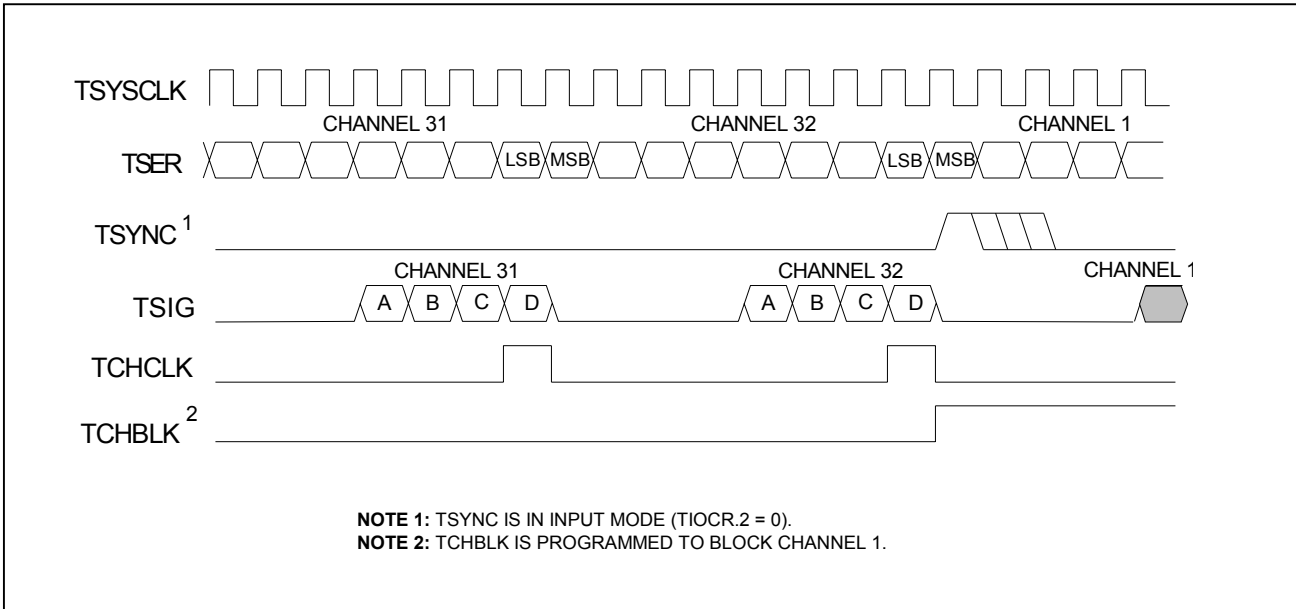 TSYSCLK
CHANNEL 31 CHANNEL 32 CHANNEL 1
TSER LSB MSB LSB MSB
TSYNC 1
CHANNEL 31 CHANNEL 32 CHANNEL 1
TSIG A B C D A B C D
TCHCLK
TCHBLK 2
NOTE 1: TSYNC IS IN INPUT MODE (TIOCR.2 = 0).
NOTE 2: TCHBLK IS PROGRAMMED TO BLOCK CHANNEL 1.